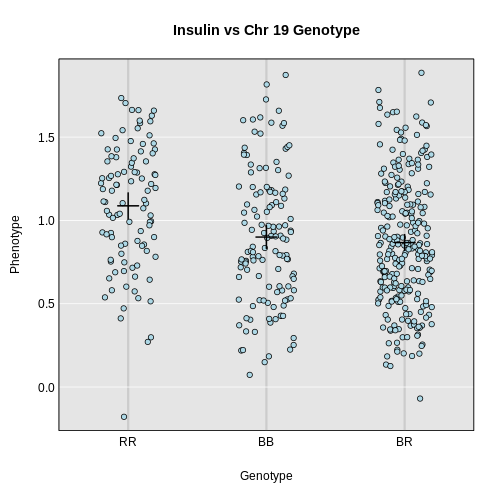 Insulin vs Chr 19 Genotype
Phenotype
1.5
1.0
0.5
0.0
RR BB BR
Genotype